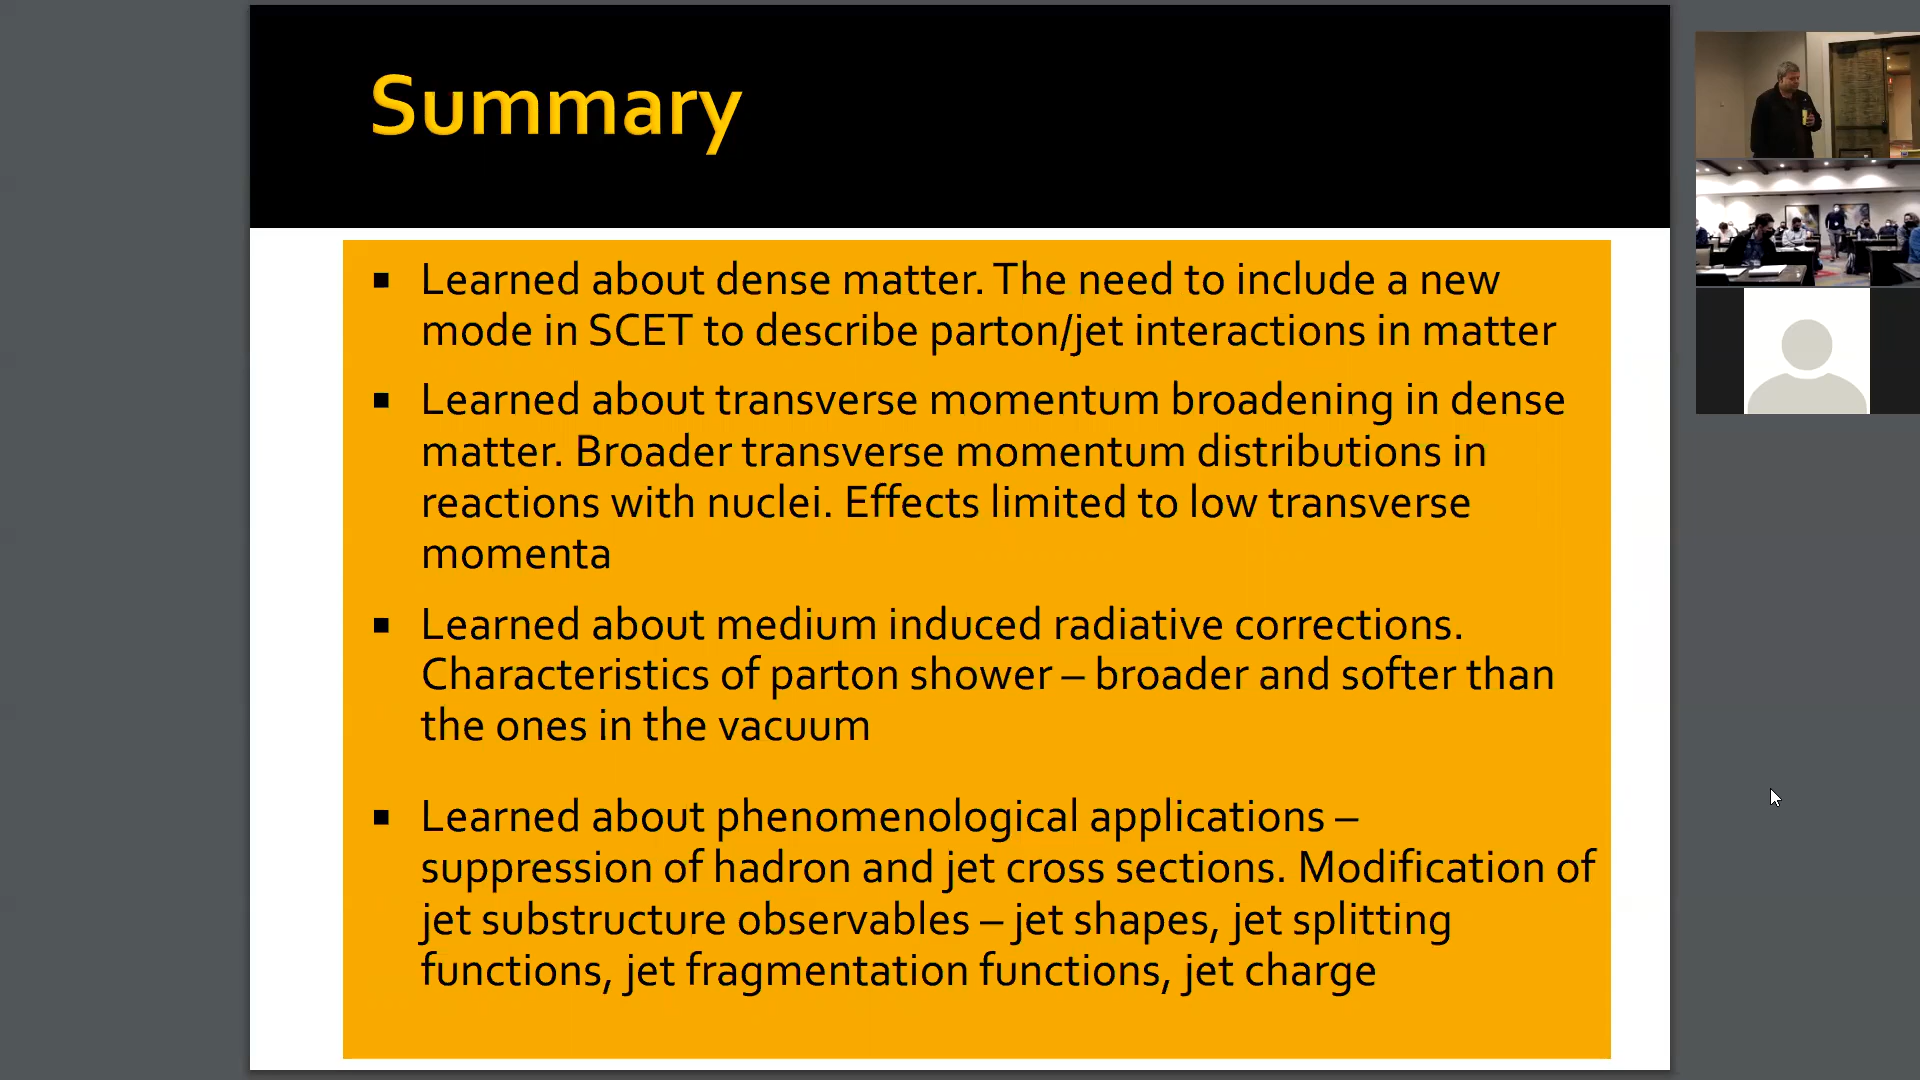 Summary
▪ Learned about dense matter. The need to include a new
mode in SCET to describe parton/jet interactions in matter
▪ Learned about transverse momentum broadening in dense
matter. Broader transverse momentum distributions in
reactions with nuclei. Effects limited to low transverse
momenta
▪ Learned about medium induced radiative corrections.
Characteristics of parton shower – broader and softer than
the ones in the vacuum
▪ Learned about phenomenological applications –
suppression of hadron and jet cross sections. Modification of
jet substructure observables – jet shapes, jet splitting
functions, jet fragmentation functions, jet charge